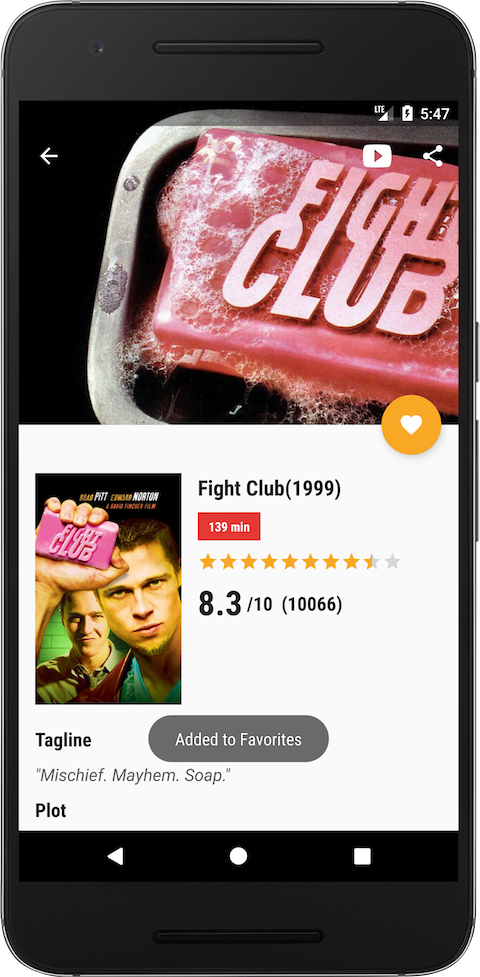 LTE 5:47
FIGHT
CLUB
BRAD PITT EDWARD NORTON
A DAVID FINCHER FILM
FIGHT
CLUB
Fight Club(1999)
139 min
8.3 /10 (10066)
Tagline
Added to Favorites
"Mischief. Mayhem. Soap."
Plot